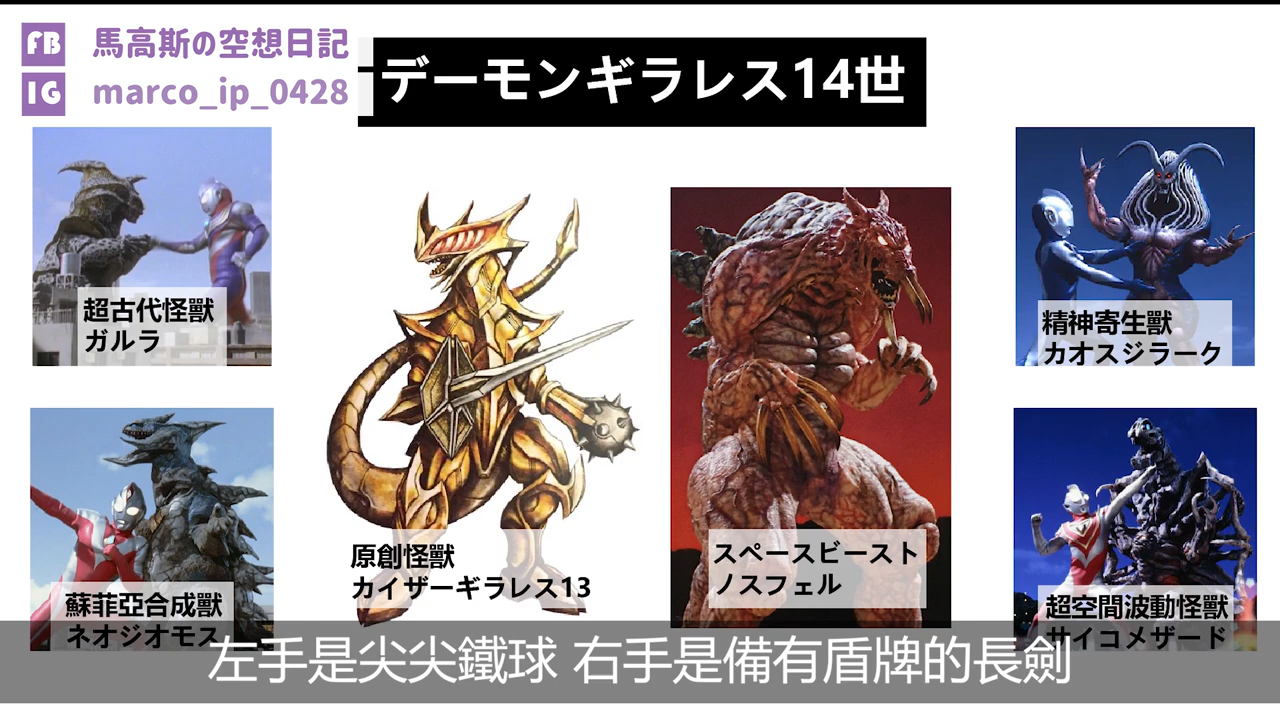 FB 馬高斯の空想日記
IG marco_ip_0428
デーモンギラレス14世
超古代怪獸
ガルラ
精神寄生獸
カオスジラーク
原創怪獸
カイザーギラレス13
スペースビースト
ノスフェル
蘇菲亞合成獸
ネオジオモス
超空間波動怪獸
サイコメザード
左手是尖尖鐵球 右手是備有盾牌的長劍